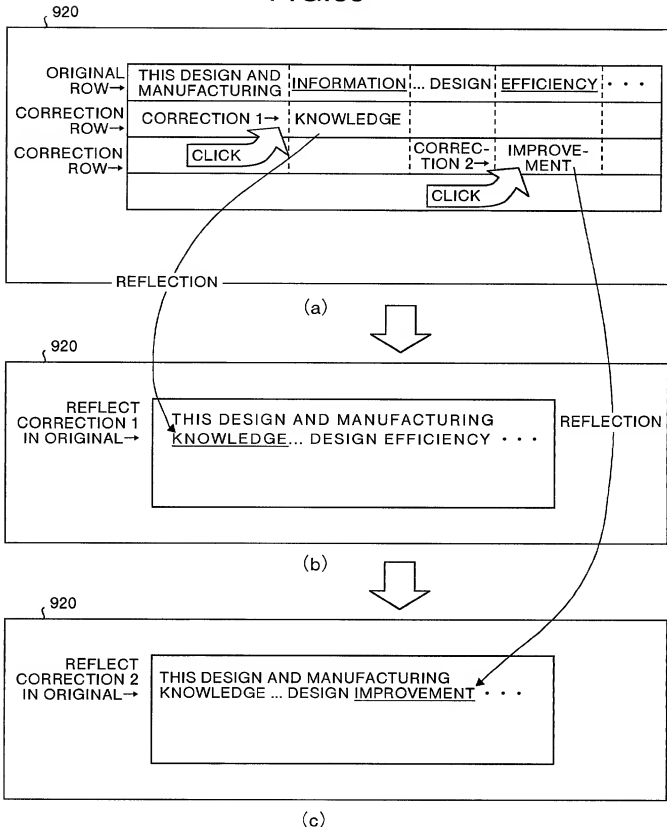 920
ORIGINAL ROW→
THIS DESIGN AND MANUFACTURING
INFORMATION
... DESIGN
EFFICIENCY
· · ·
CORRECTION ROW→
CORRECTION 1→
KNOWLEDGE
CORRECTION ROW→
CLICK
CORREC-
TION 2→
IMPROVE-
MENT
CLICK
REFLECTION
(a)
920
REFLECT
CORRECTION 1
IN ORIGINAL→
THIS DESIGN AND MANUFACTURING
KNOWLEDGE... DESIGN EFFICIENCY · · ·
REFLECTION
(b)
920
REFLECT
CORRECTION 2
IN ORIGINAL→
THIS DESIGN AND MANUFACTURING
KNOWLEDGE ... DESIGN IMPROVEMENT · · ·
(c)